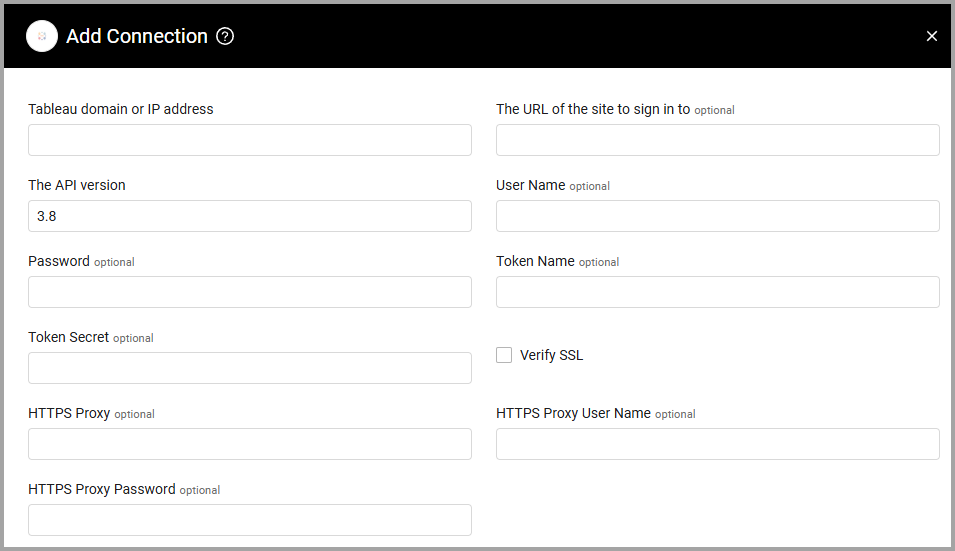 Add Connection ?
Tableau domain or IP address
The URL of the site to sign in to optional
The API version
3.8
User Name optional
Password optional
Token Name optional
Token Secret optional
Verify SSL
HTTPS Proxy optional
HTTPS Proxy User Name optional
HTTPS Proxy Password optional